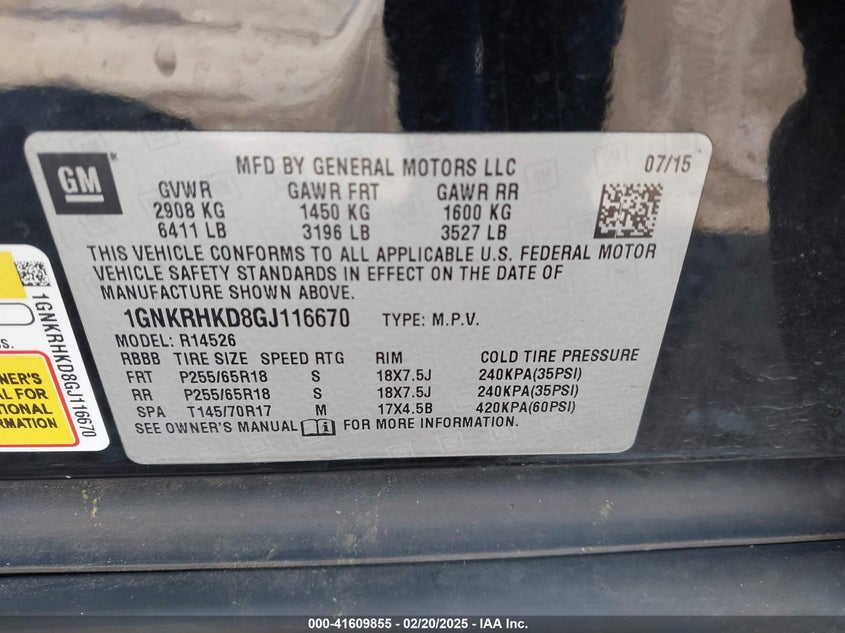 GM
MFD BY GENERAL MOTORS LLC 07/15
GVWR GAWR FRT GAWR RR
2908 KG 1450 KG 1600 KG
6411 LB 3196 LB 3527 LB
THIS VEHICLE CONFORMS TO ALL APPLICABLE U.S. FEDERAL MOTOR
VEHICLE SAFETY STANDARDS IN EFFECT ON THE DATE OF
MANUFACTURE SHOWN ABOVE.
1GNKRHKD8GJ116670 TYPE: M.P.V.
MODEL: R14526
RBBB TIRE SIZE SPEED RTG RIM COLD TIRE PRESSURE
FRT P255/65R18 S 18X7.5J 240KPA(35PSI)
RR P255/65R18 S 18X7.5J 240KPA(35PSI)
SPA T145/70R17 M 17X4.5B 420KPA(60PSI)
SEE OWNER'S MANUAL FOR MORE INFORMATION.
1GNKRHKD8GJ116670
FOR
000-41609855 — 02/20/2025 — IAA Inc.